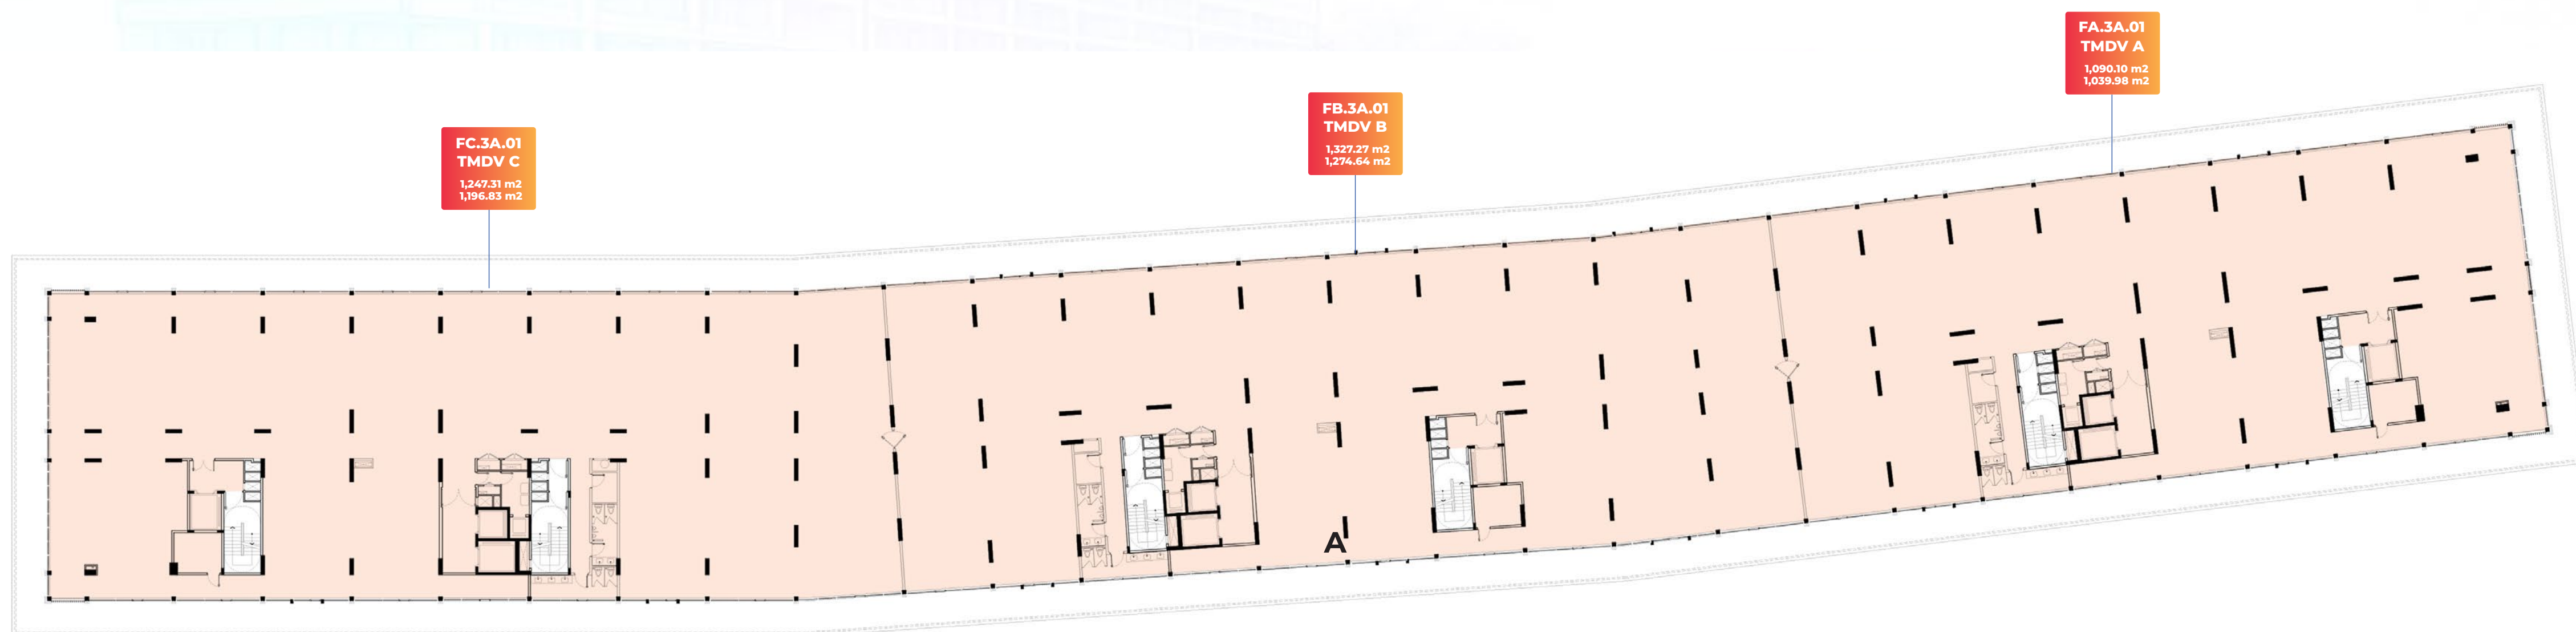 FC.3A.01
TMDV C
1,247.31 m2
1,196.83 m2
FB.3A.01
TMDV B
1,327.27 m2
1,274.64 m2
FA.3A.01
TMDV A
1,090.10 m2
1,039.98 m2
A